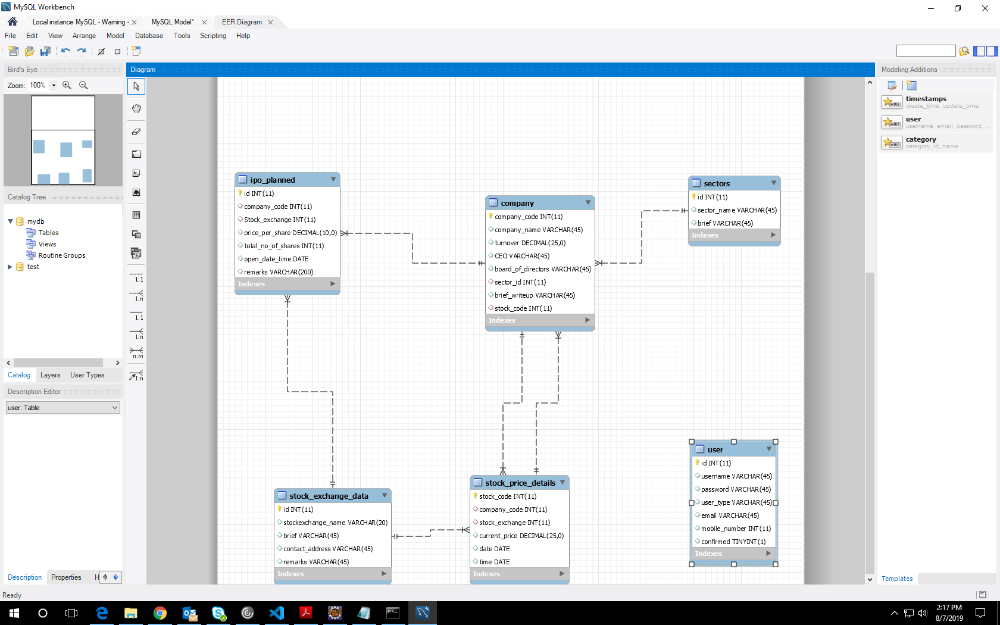 MySQL Workbench
Local instance MySQL - Warning -..
MySQL Model*
EER Diagram
File Edit View Arrange Model Database Tools Scripting Help
Bird's Eye
Zoom: 100%
Catalog Tree
mydb
Tables
Views
Routine Groups
test
Catalog Layers User Types
Description Editor
user: Table
Description Properties H
Diagram
1:1
1:n
1:1
1:n
n:m
1:n
ipo_planned
id INT(11)
company_code INT(11)
Stock_exchange INT(11)
price_per_share DECIMAL(10,0)
total_no_of_shares INT(11)
open_date_time DATE
remarks VARCHAR(200)
Indexes
company
company_code INT(11)
company_name VARCHAR(45)
turnover DECIMAL(25,0)
CEO VARCHAR(45)
board_of_directors VARCHAR(45)
sector_id INT(11)
brief_writeup VARCHAR(45)
stock_code INT(11)
Indexes
sectors
id INT(11)
sector_name VARCHAR(45)
brief VARCHAR(45)
Indexes
stock_exchange_data
id INT(11)
stockexchange_name VARCHAR(20)
brief VARCHAR(45)
contact_address VARCHAR(45)
remarks VARCHAR(45)
Indexes
stock_price_details
stock_code INT(11)
company_code INT(11)
stock_exchange INT(11)
current_price DECIMAL(25,0)
date DATE
time DATE
Indexes
user
id INT(11)
username VARCHAR(45)
password VARCHAR(45)
user_type VARCHAR(45)
email VARCHAR(45)
mobile_number INT(11)
confirmed TINYINT(1)
Indexes
Modeling Additions
MWB
timestamps
create_time, update_time
MWB
user
username, email, password, ...
MWB
category
category_id, name
Templates
Ready
2:17 PM
8/7/2019